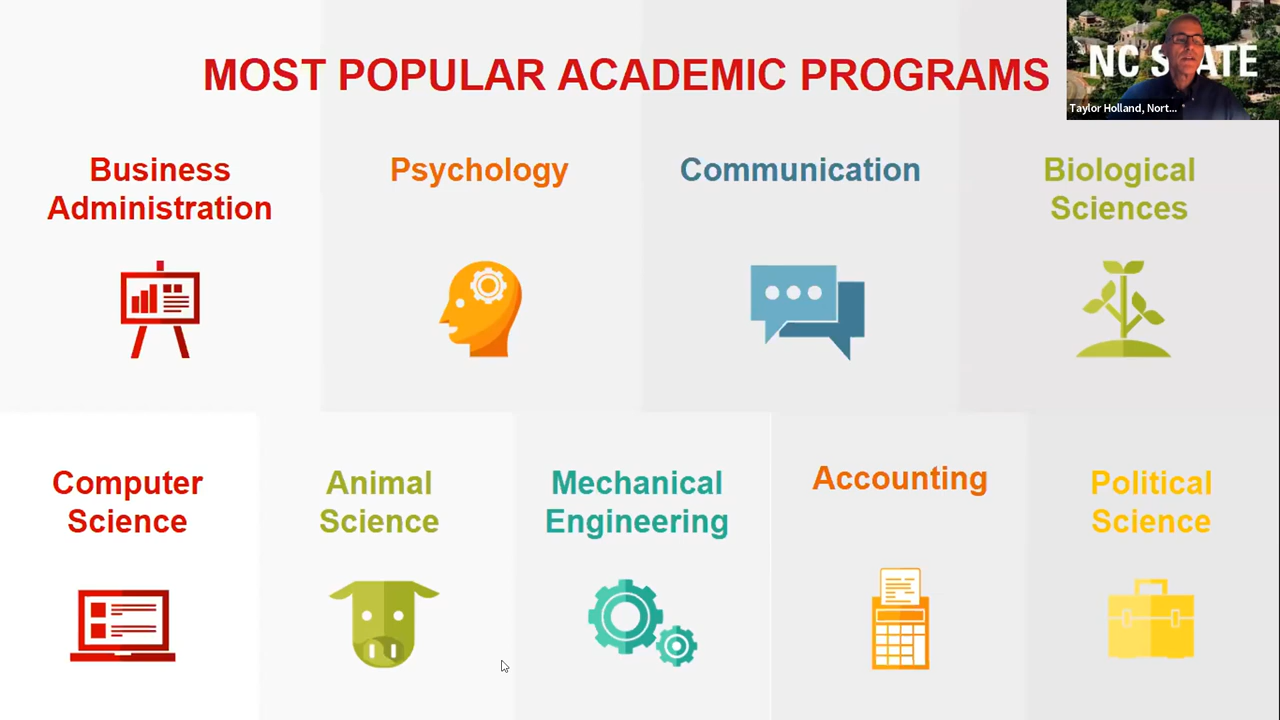 MOST POPULAR ACADEMIC PROGRAMS
NC STATE
Taylor Holland, Nort...
Business
Administration
Psychology
Communication
Biological
Sciences
Computer
Science
Animal
Science
Mechanical
Engineering
Accounting
Political
Science